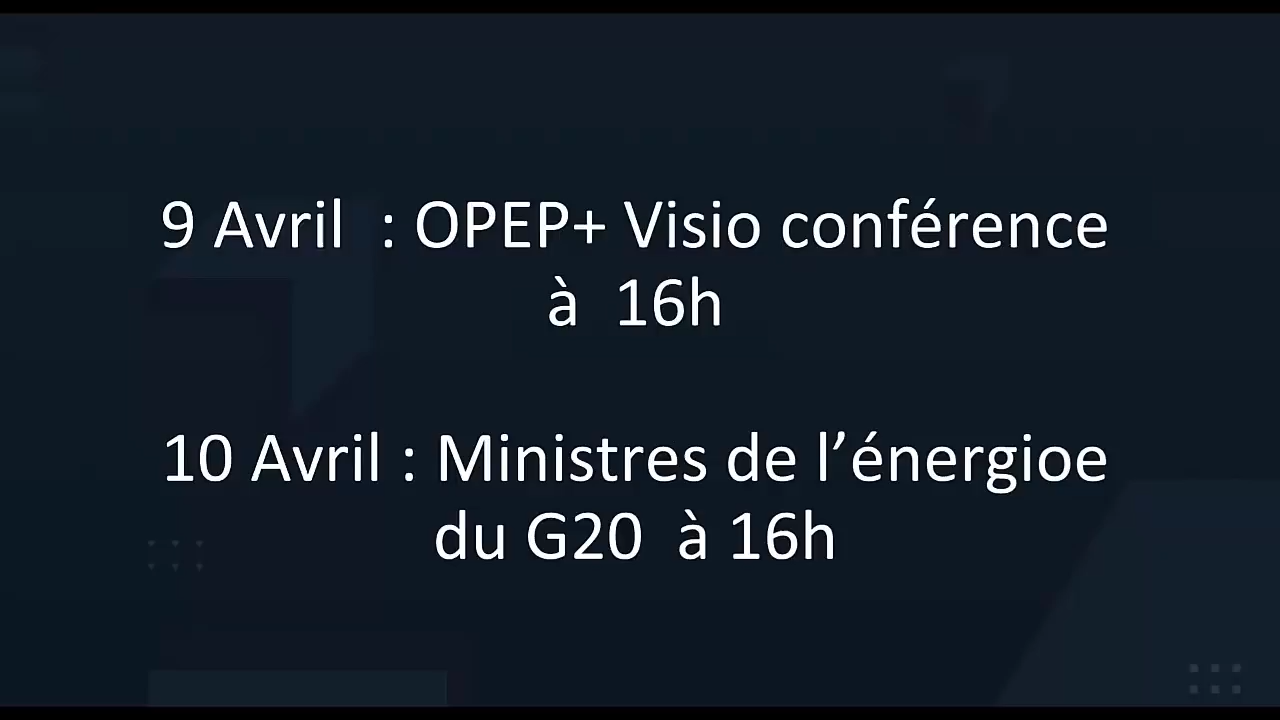 9 Avril  : OPEP+ Visio conférence
à  16h
10 Avril : Ministres de l’énergioe
du G20  à 16h